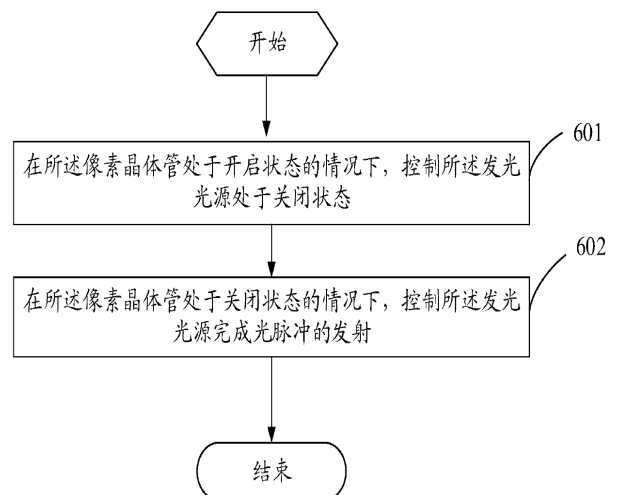 开始
601
在所述像素晶体管处于开启状态的情况下，控制所述发光
光源处于关闭状态
602
在所述像素晶体管处于关闭状态的情况下，控制所述发光
光源完成光脉冲的发射
结束